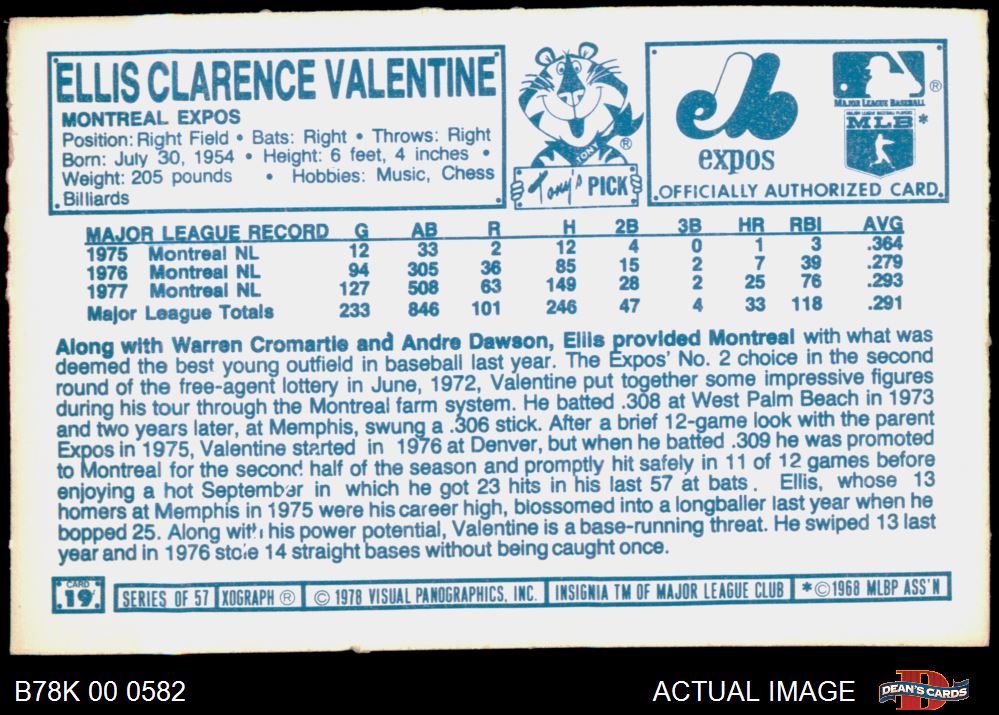 ELLIS CLARENCE VALENTINE
MONTREAL EXPOS
Position: Right Field • Bats: Right • Throws: Right
Born: July 30, 1954 • Height: 6 feet, 4 inches •
Weight: 205 pounds • Hobbies: Music, Chess
Billiards
TONY
®
Tony's PICK
expos
®
MAJOR LEAGUE BASEBALL
MAJOR LEAGUE BASEBALL PLAYERS
MLB *
OFFICIALLY AUTHORIZED CARD
MAJOR LEAGUE RECORD G AB R H 2B 3B HR RBI AVG
1975 Montreal NL 12 33 2 12 4 0 1 3 .364
1976 Montreal NL 94 305 36 85 15 2 7 39 .279
1977 Montreal NL 127 508 63 149 28 2 25 76 .293
Major League Totals 233 846 101 246 47 4 33 118 .291
Along with Warren Cromartie and Andre Dawson, Ellis provided Montreal with what was
deemed the best young outfield in baseball last year. The Expos' No. 2 choice in the second
round of the free-agent lottery in June, 1972, Valentine put together some impressive figures
during his tour through the Montreal farm system. He batted .308 at West Palm Beach in 1973
and two years later, at Memphis, swung a .306 stick. After a brief 12-game look with the parent
Expos in 1975, Valentine started in 1976 at Denver, but when he batted .309 he was promoted
to Montreal for the second half of the season and promptly hit safely in 11 of 12 games before
enjoying a hot September in which he got 23 hits in his last 57 at bats. Ellis, whose 13
homers at Memphis in 1975 were his career high, blossomed into a longballer last year when he
bopped 25. Along with his power potential, Valentine is a base-running threat. He swiped 13 last
year and in 1976 stole 14 straight bases without being caught once.
CARD
19
SERIES OF 57 XOGRAPH ® © 1978 VISUAL PANOGRAPHICS, INC. INSIGNIA TM OF MAJOR LEAGUE CLUB *©1968 MLBP ASS'N
B78K 00 0582 ACTUAL IMAGE DEAN'S CARDS